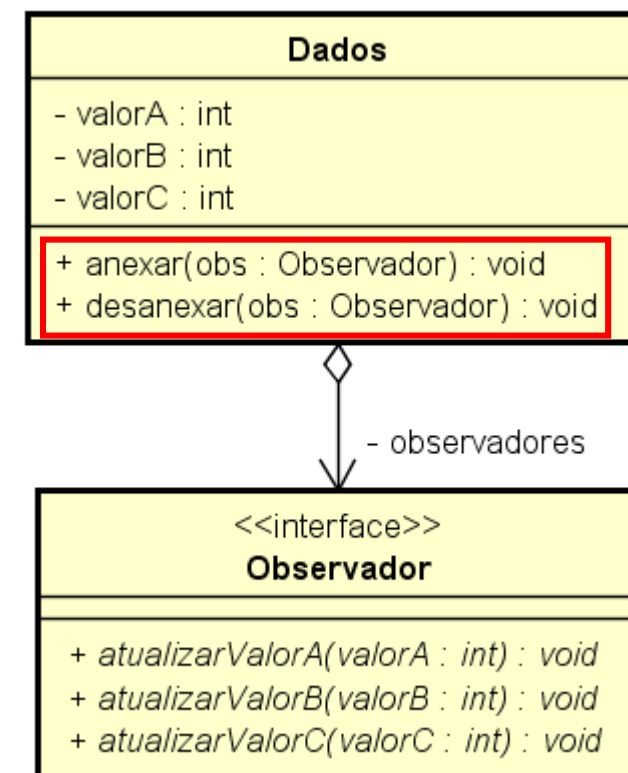 Dados
- valorA : int
- valorB : int
- valorC : int
+ anexar(obs : Observador) : void
+ desanexar(obs : Observador) : void
- observadores
<<interface>>
Observador
+ atualizarValorA(valorA : int) : void
+ atualizarValorB(valorB : int) : void
+ atualizarValorC(valorC : int) : void